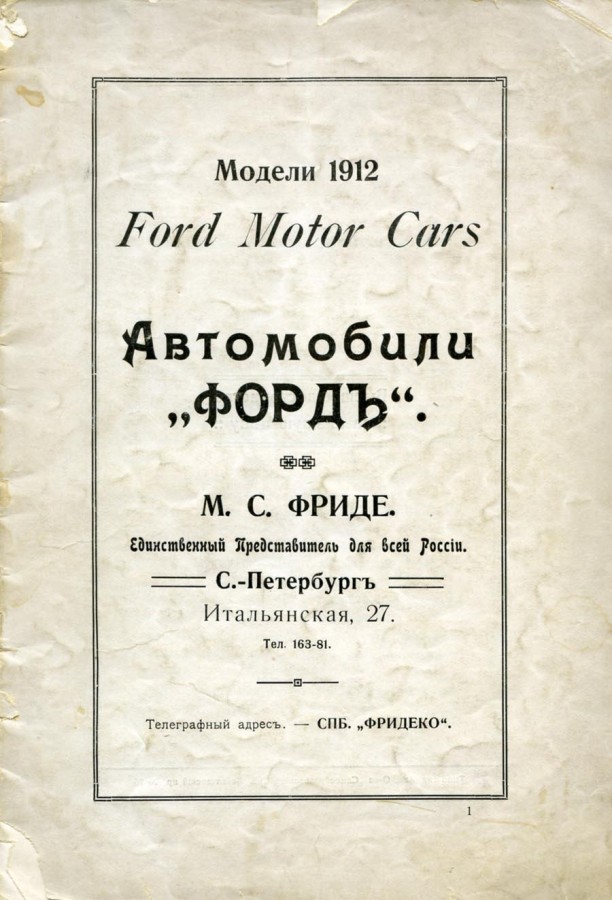 Модели 1912
Ford Motor Cars
Автомобили
„ФОРДЪ“.
М. С. ФРИДЕ.
Единственный Представитель для всей Россіи.
С.-Петербургъ
Итальянская, 27.
Тел. 163-81.
Телеграфный адресъ. — СПБ. „ФРИДЕКО“.
1